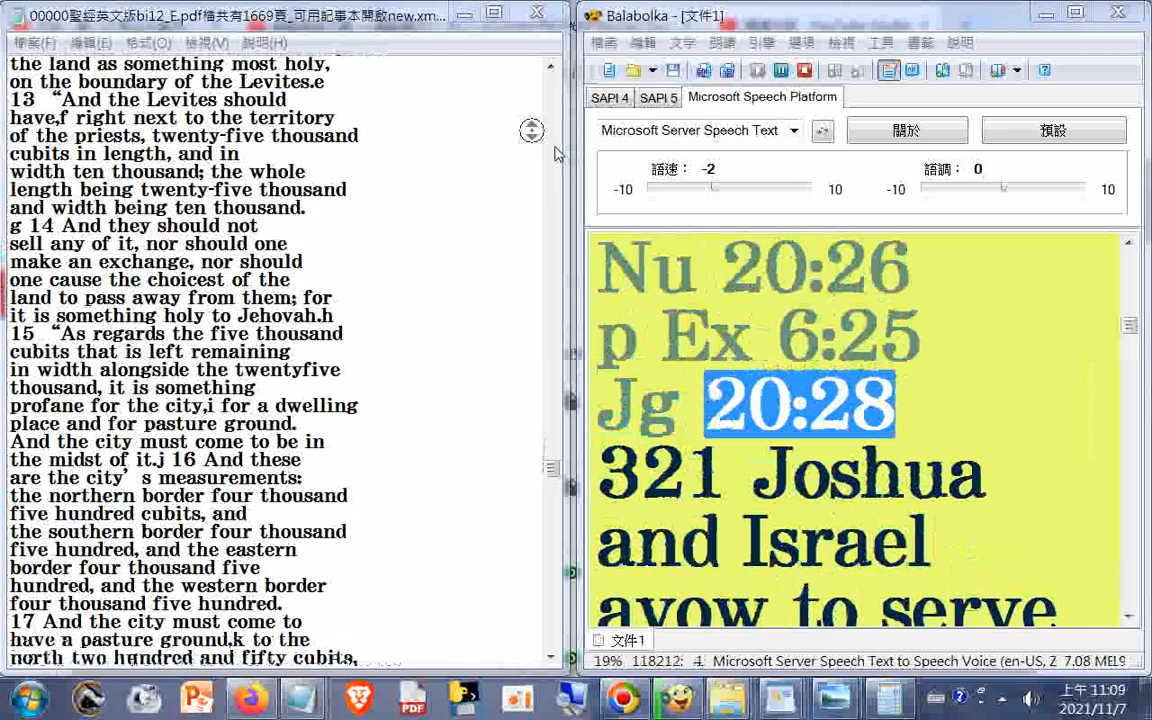 00000聖經英文版bi12_E.pdf檔共有1669頁_可用記事本開啟new.xm...
檔案(F) 編輯(E) 格式(O) 檢視(V) 說明(H)
the land as something most holy,
on the boundary of the Levites.e
13 “And the Levites should
have,f right next to the territory
of the priests, twenty-five thousand
cubits in length, and in
width ten thousand; the whole
length being twenty-five thousand
and width being ten thousand.
g 14 And they should not
sell any of it, nor should one
make an exchange, nor should
one cause the choicest of the
land to pass away from them; for
it is something holy to Jehovah.h
15 “As regards the five thousand
cubits that is left remaining
in width alongside the twentyfive
thousand, it is something
profane for the city,i for a dwelling
place and for pasture ground.
And the city must come to be in
the midst of it.j 16 And these
are the city’s measurements:
the northern border four thousand
five hundred cubits, and
the southern border four thousand
five hundred, and the eastern
border four thousand five
hundred, and the western border
four thousand five hundred.
17 And the city must come to
have a pasture ground,k to the
north two hundred and fifty cubits,
Balabolka - [文件1]
檔案 編輯 文字 朗讀 引擎 選項 檢視 工具 書籤 說明
SAPI 4 SAPI 5 Microsoft Speech Platform
Microsoft Server Speech Text 關於 預設
語速: -2 語調: 0
-10 10 -10 10
Nu 20:26
p Ex 6:25
Jg 20:28
321 Joshua
and Israel
avow to serve
文件1
19% 118212: 4 Microsoft Server Speech Text to Speech Voice (en-US, Z 7.08 MB
PDF
上午 11:09
2021/11/7